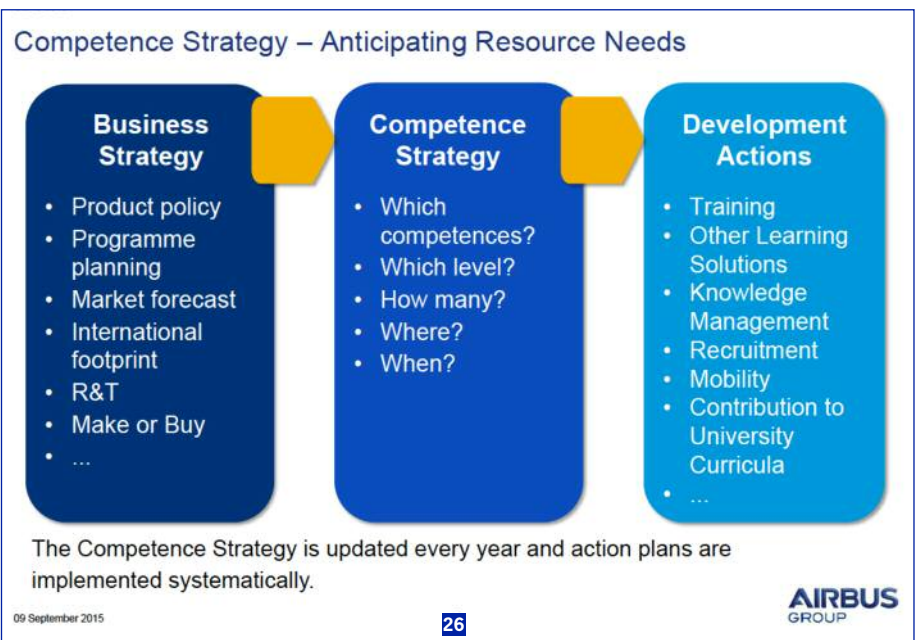 Competence Strategy – Anticipating Resource Needs
Business
Strategy
• Product policy
• Programme
planning
• Market forecast
• International
footprint
• R&T
• Make or Buy
• ...
Competence
Strategy
• Which
competences?
• Which level?
• How many?
• Where?
• When?
Development
Actions
• Training
• Other Learning
Solutions
• Knowledge
Management
• Recruitment
• Mobility
• Contribution to
University
Curricula
• ...
The Competence Strategy is updated every year and action plans are
implemented systematically.
09 September 2015
26
AIRBUS
GROUP